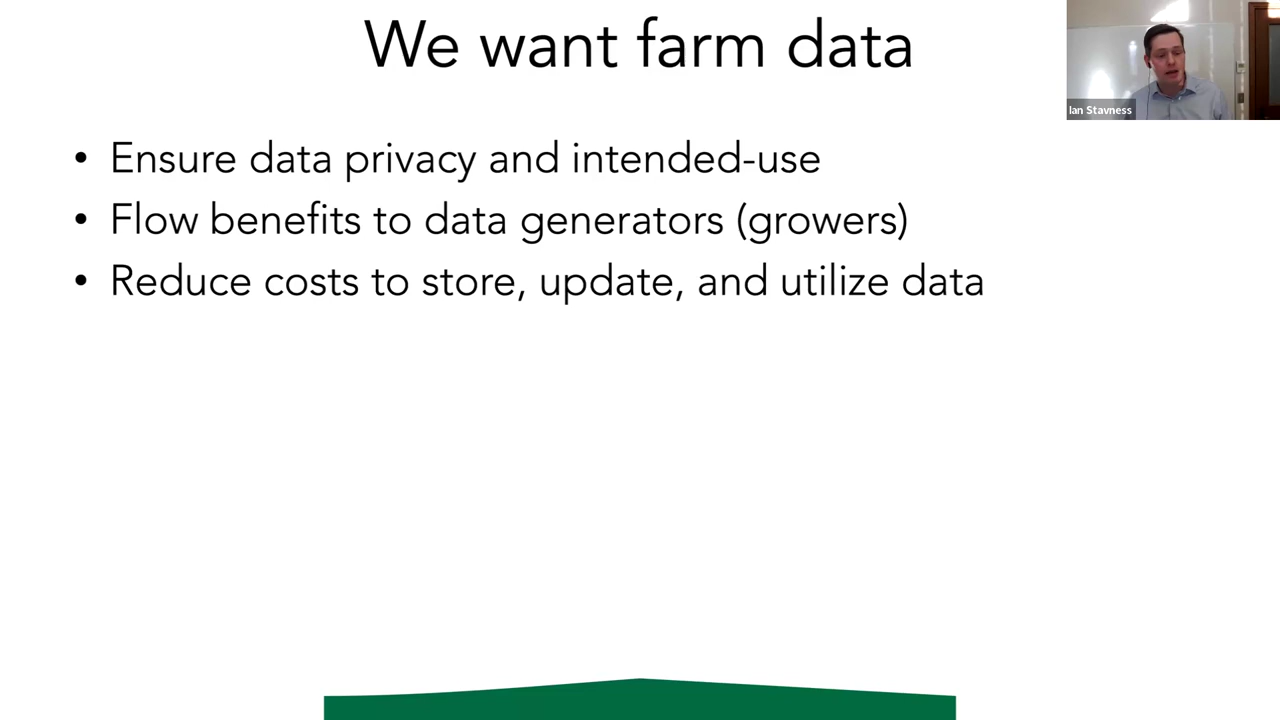 We want farm data
Ian Stavness
• Ensure data privacy and intended-use
• Flow benefits to data generators (growers)
• Reduce costs to store, update, and utilize data